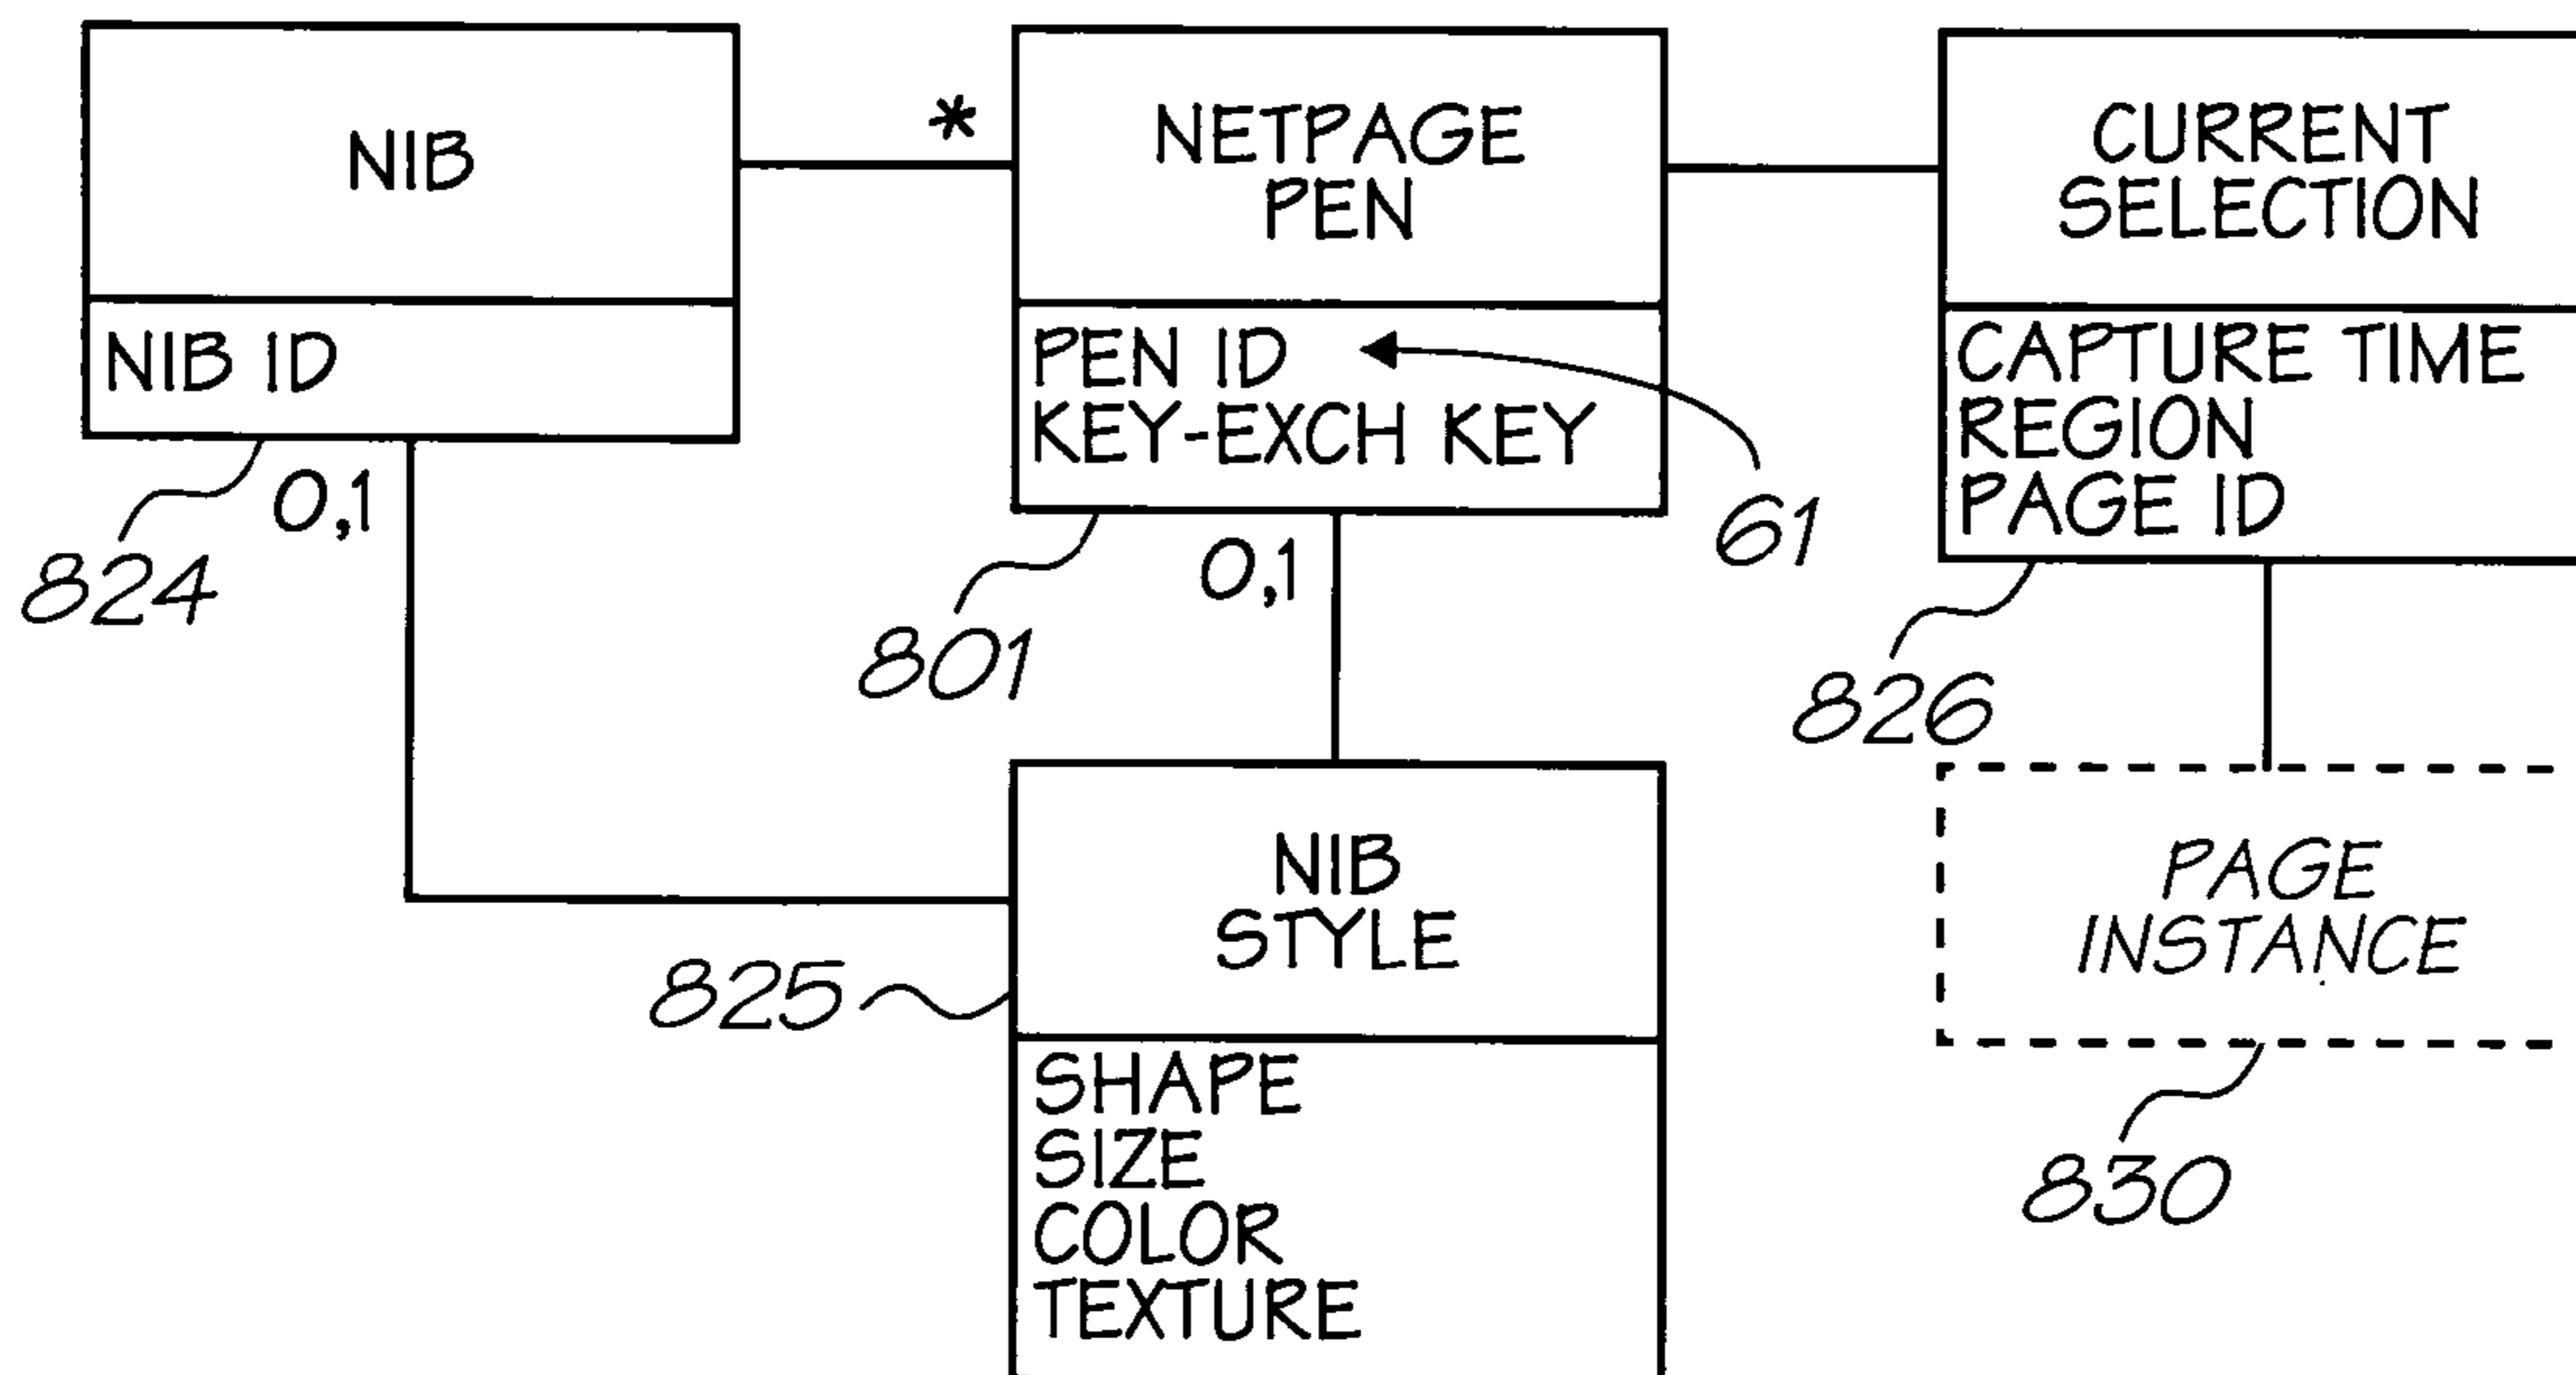 NIB
NIB ID
0,1
824
*
NETPAGE
PEN
PEN ID
KEY-EXCH KEY
61
0,1
801
CURRENT
SELECTION
CAPTURE TIME
REGION
PAGE ID
826
NIB
STYLE
825
SHAPE
SIZE
COLOR
TEXTURE
PAGE
INSTANCE
830